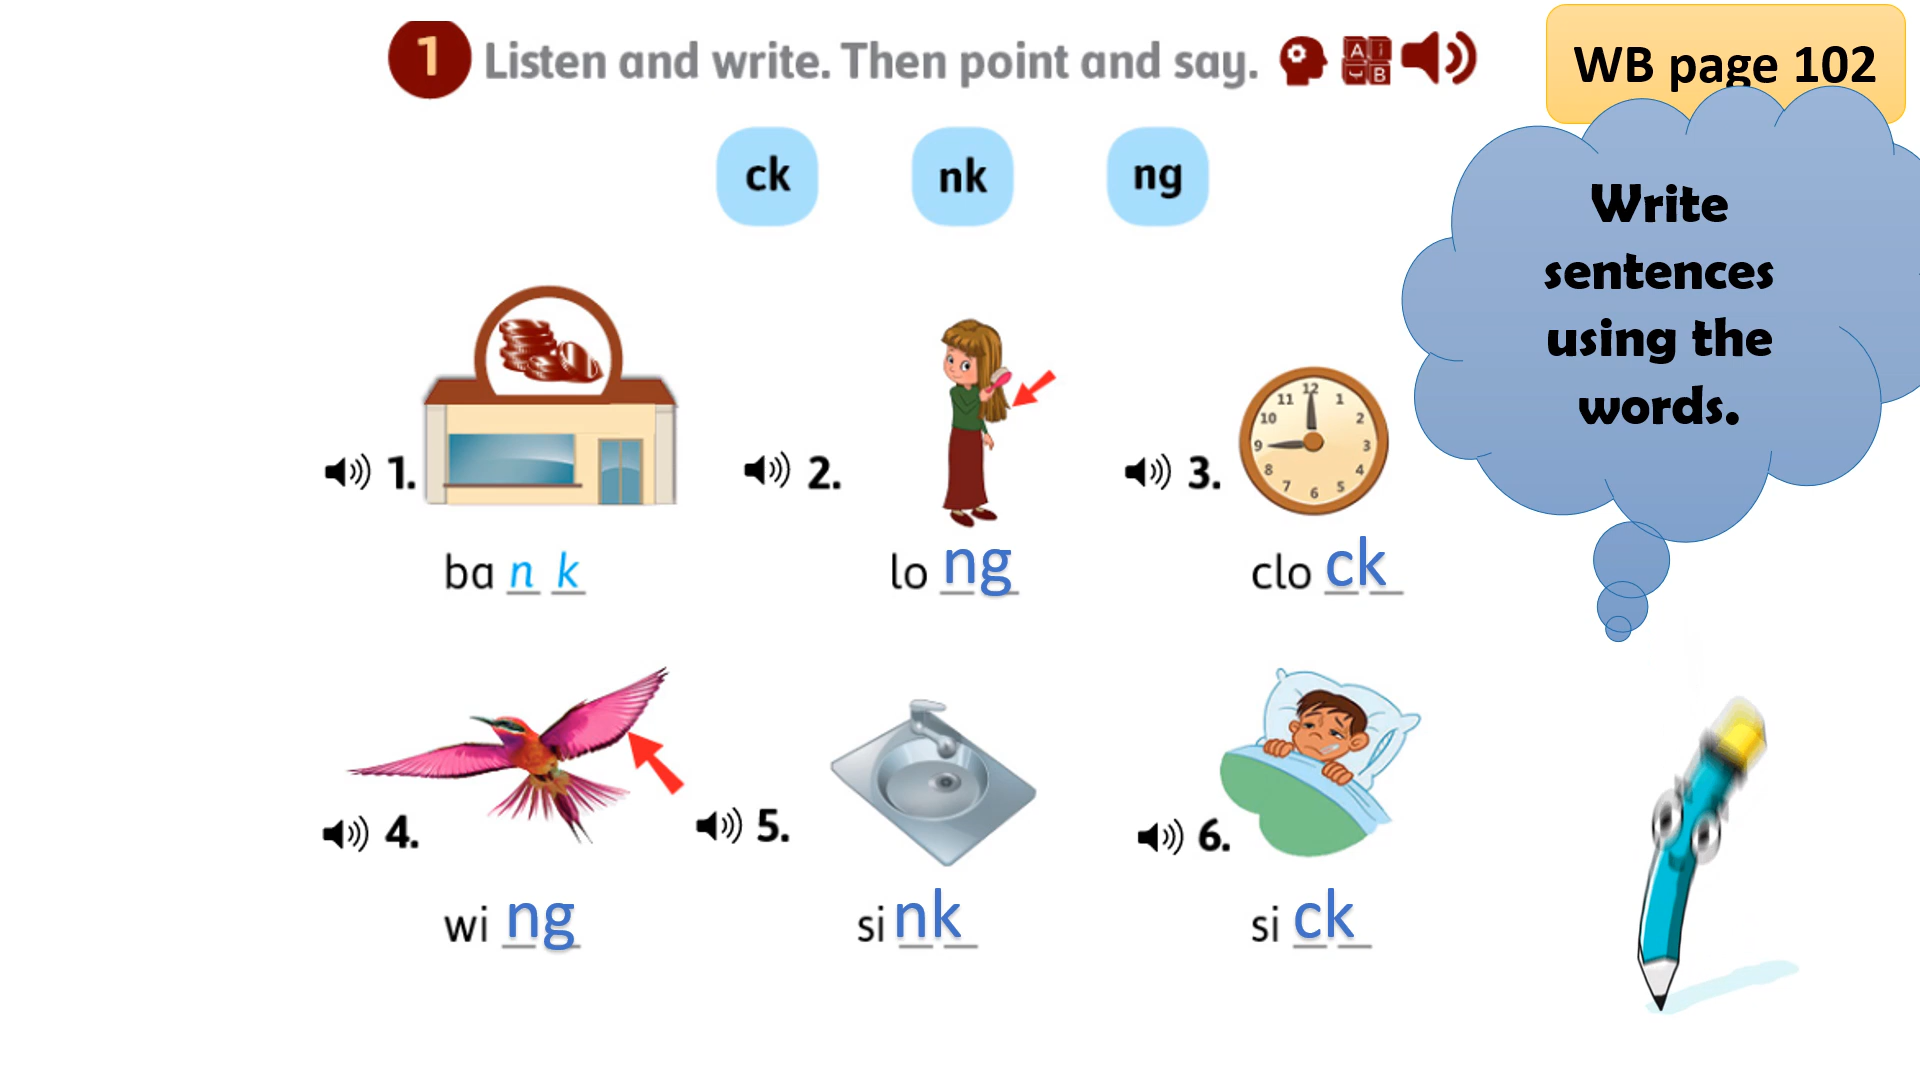 1 Listen and write. Then point and say.
A i
B
WB page 102
ck nk ng
Write
sentences
using the
words.
12
11 1
10 2
9 3
8 4
7 5
6
1. 2. 3.
ba n k lo ng clo ck
4. 5. 6.
wi ng si nk si ck